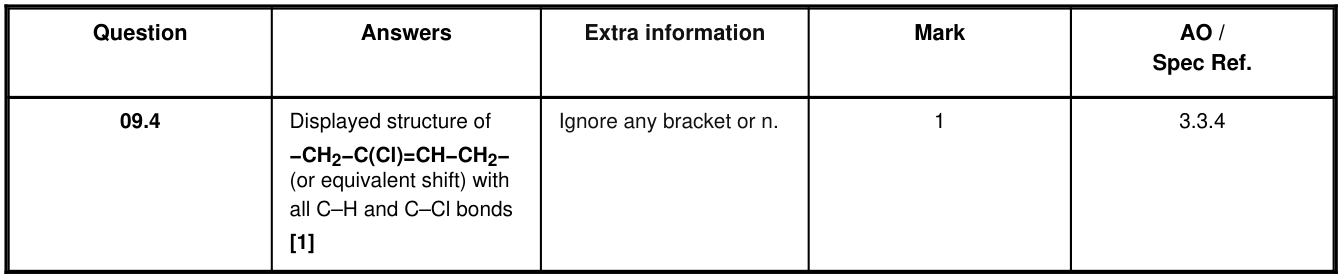 Question Answers Extra information Mark AO /
Spec Ref.
09.4 Displayed structure of Ignore any bracket or n. 1 3.3.4
–CH₂–C(Cl)=CH–CH₂–
(or equivalent shift) with
all C–H and C–Cl bonds
[1]